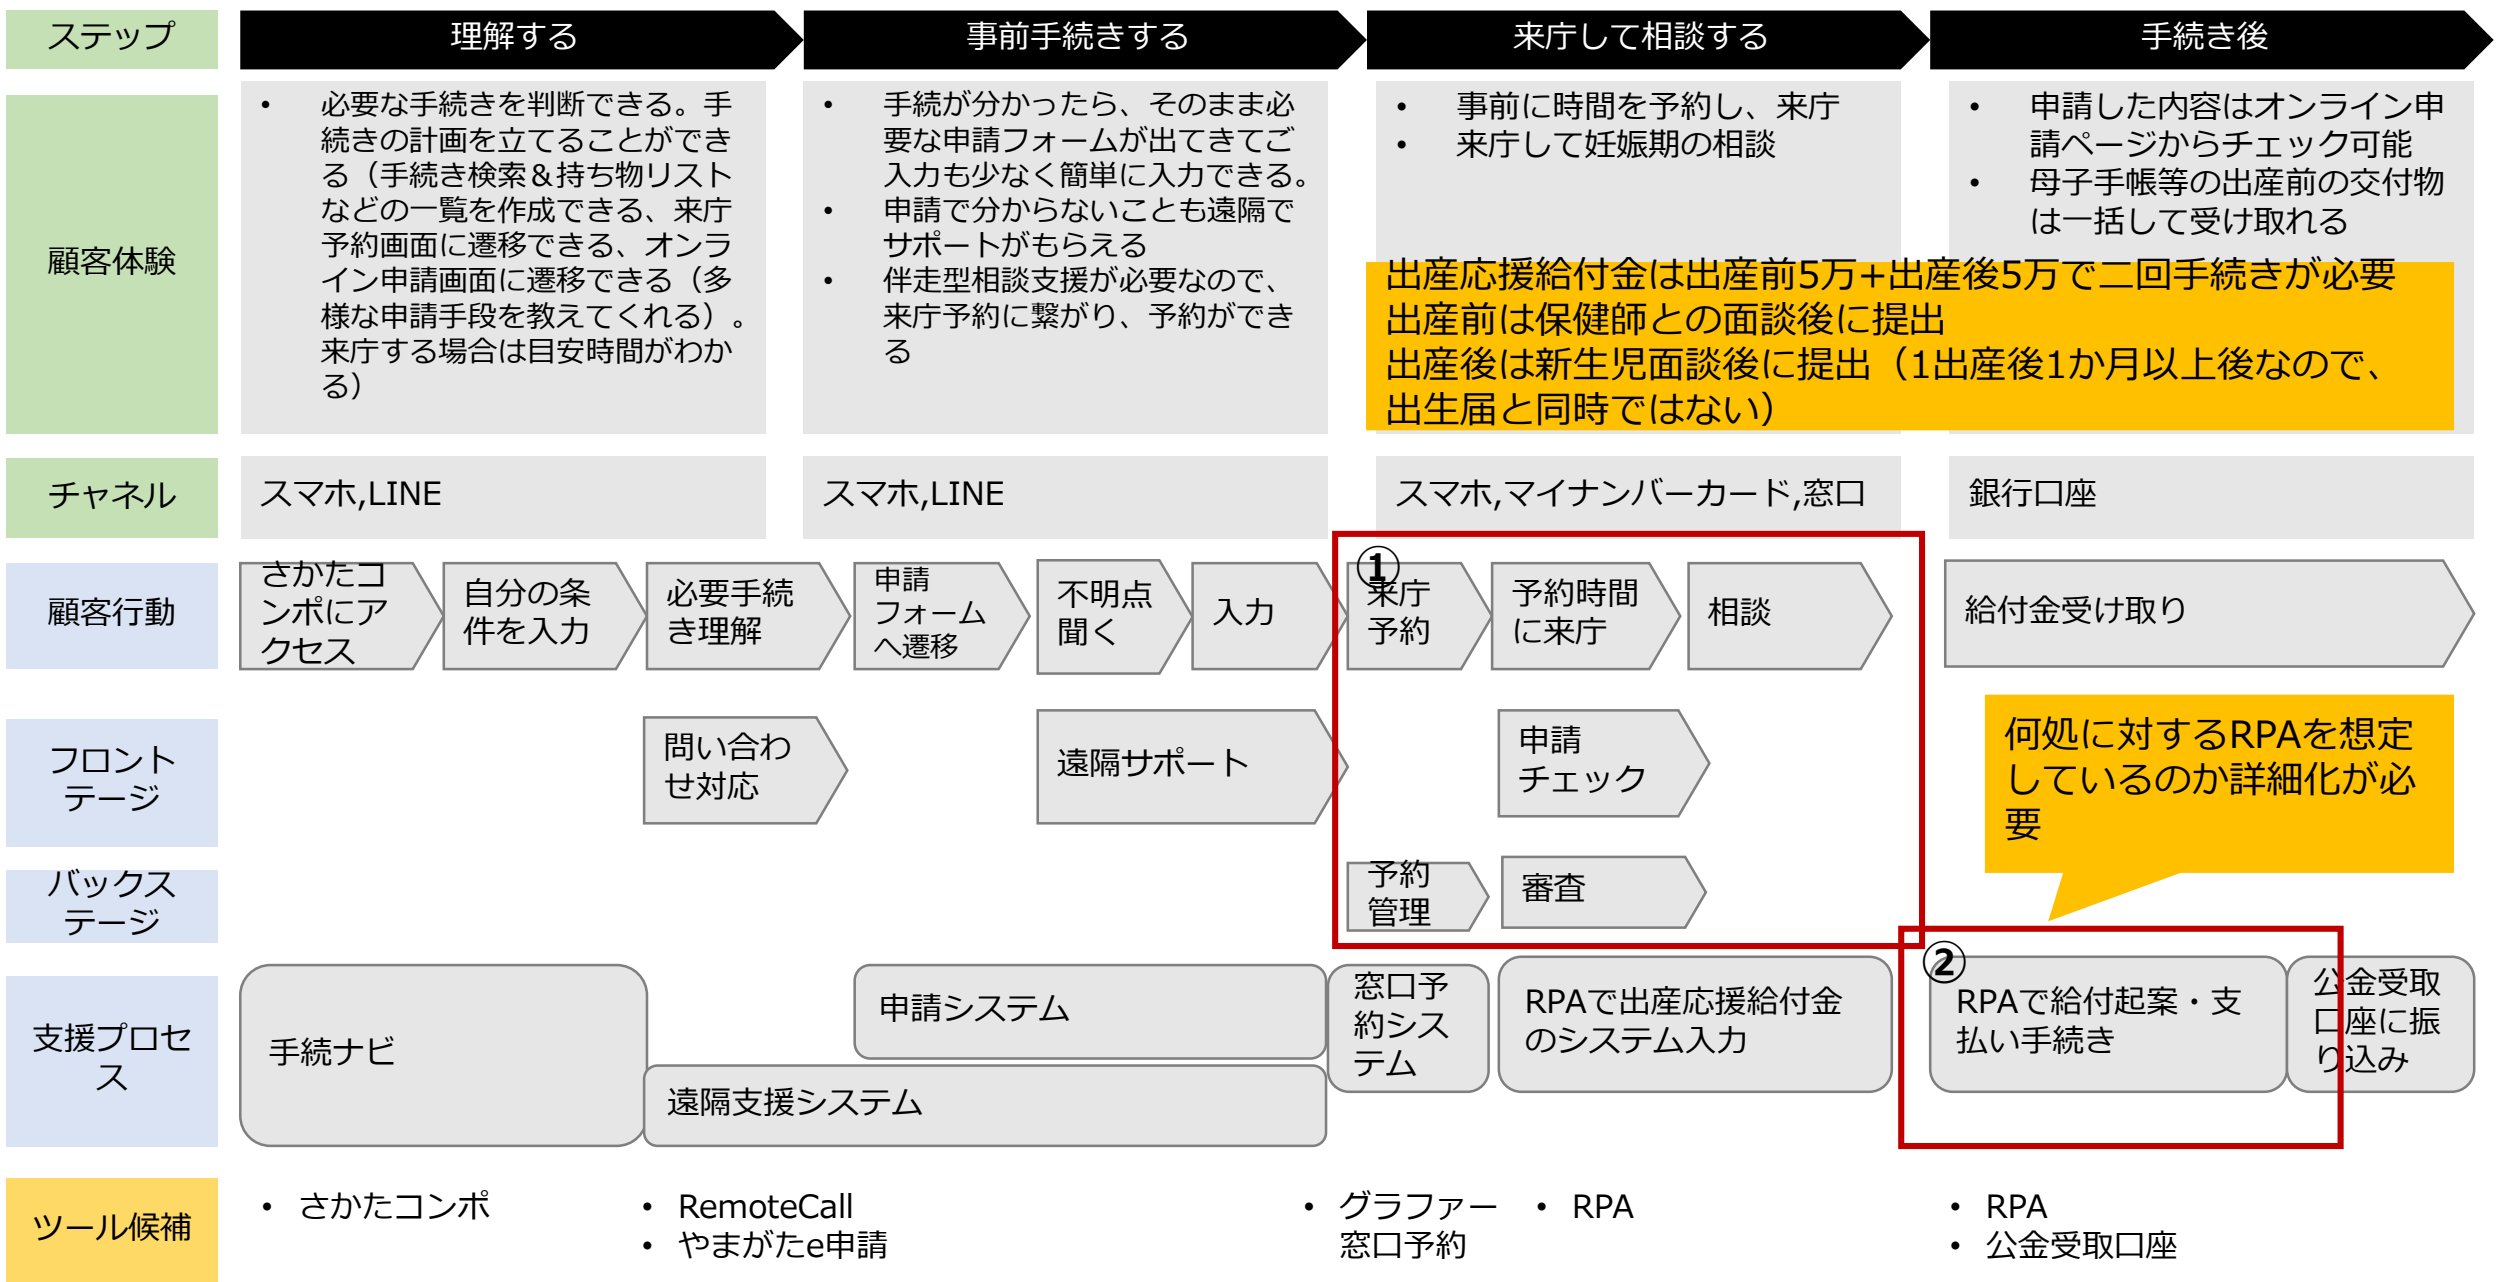 ステップ
理解する
事前手続きする
来庁して相談する
手続き後
顧客体験
• 必要な手続きを判断できる。手
続きの計画を立てることができ
る（手続き検索＆持ち物リスト
などの一覧を作成できる、来庁
予約画面に遷移できる、オンラ
イン申請画面に遷移できる（多
様な申請手段を教えてくれる）。
来庁する場合は目安時間がわか
る）
• 手続が分かったら、そのまま必
要な申請フォームが出てきてご
入力も少なく簡単に入力できる。
• 申請で分からないことも遠隔で
サポートがもらえる
• 伴走型相談支援が必要なので、
来庁予約に繋がり、予約ができ
る
• 事前に時間を予約し、来庁
• 来庁して妊娠期の相談
• 申請した内容はオンライン申
請ページからチェック可能
• 母子手帳等の出産前の交付物
は一括して受け取れる
出産応援給付金は出産前5万+出産後5万で二回手続きが必要
出産前は保健師との面談後に提出
出産後は新生児面談後に提出（1出産後1か月以上後なので、
出生届と同時ではない）
チャネル
スマホ,LINE
スマホ,LINE
スマホ,マイナンバーカード,窓口
銀行口座
顧客行動
さかたコ
ンポにア
クセス
自分の条
件を入力
必要手続
き理解
申請
フォーム
へ遷移
不明点
聞く
入力
①
来庁
予約
予約時間
に来庁
相談
給付金受け取り
フロント
テージ
問い合わ
せ対応
遠隔サポート
申請
チェック
何処に対するRPAを想定
しているのか詳細化が必
要
バックス
テージ
予約
管理
審査
支援プロセ
ス
手続ナビ
申請システム
遠隔支援システム
窓口予
約シス
テム
RPAで出産応援給付金
のシステム入力
②
RPAで給付起案・支
払い手続き
公金受取
口座に振
り込み
ツール候補
• さかたコンポ
• RemoteCall
• やまがたe申請
• グラファー
窓口予約
• RPA
• RPA
• 公金受取口座